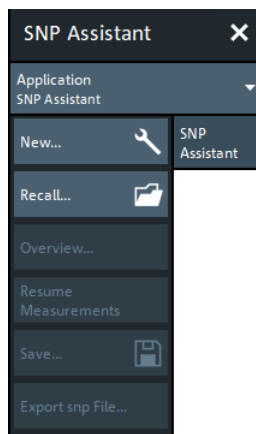 SNP Assistant
Application
SNP Assistant
New...
SNP
Assistant
Recall...
Overview...
Resume
Measurements
Save...
Export snp File...